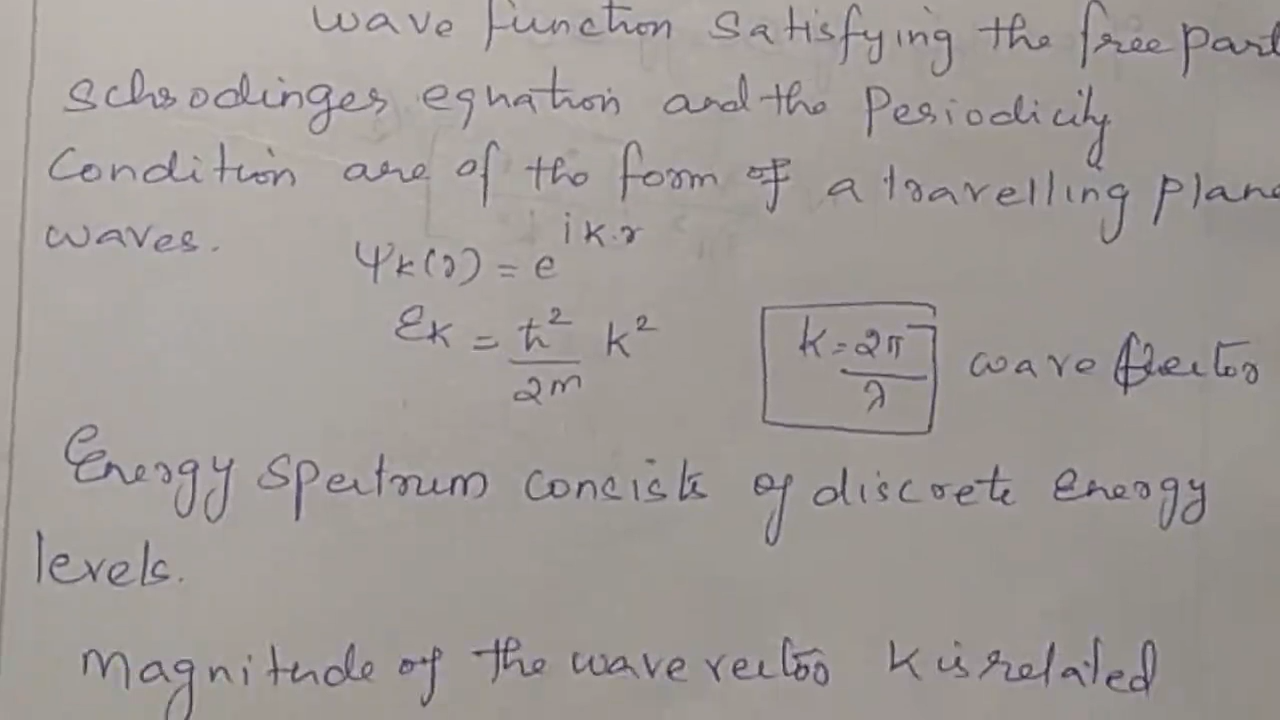 wave function satisfying the free part
schrodinger equation and the Periodicity
Condition are of the form of a travelling plane
waves.
ψk(r) = e^{ik.r}
εk = ħ²/2m k²
k = 2π/λ wave vector
Energy spectrum consists of discrete energy
levels.
Magnitude of the wave vector k is related